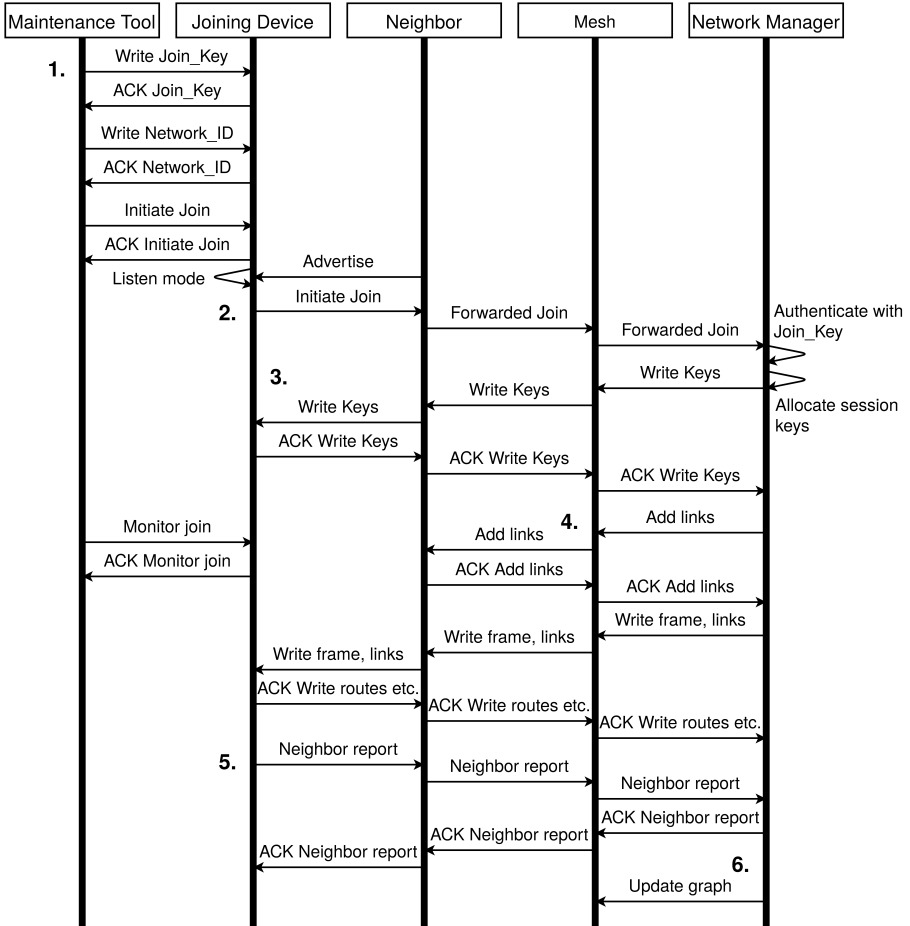 Maintenance Tool
Joining Device
Neighbor
Mesh
Network Manager
1.
Write Join_Key
ACK Join_Key
Write Network_ID
ACK Network_ID
Initiate Join
ACK Initiate Join
Advertise
Listen mode
2.
Initiate Join
Forwarded Join
Forwarded Join
Authenticate with
Join_Key
3.
Write Keys
Write Keys
Write Keys
Allocate session
keys
ACK Write Keys
ACK Write Keys
ACK Write Keys
4.
Add links
Monitor join
Add links
ACK Monitor join
ACK Add links
ACK Add links
Write frame, links
Write frame, links
Write frame, links
ACK Write routes etc.
ACK Write routes etc.
ACK Write routes etc.
5.
Neighbor report
Neighbor report
Neighbor report
ACK Neighbor report
ACK Neighbor report
ACK Neighbor report
6.
Update graph